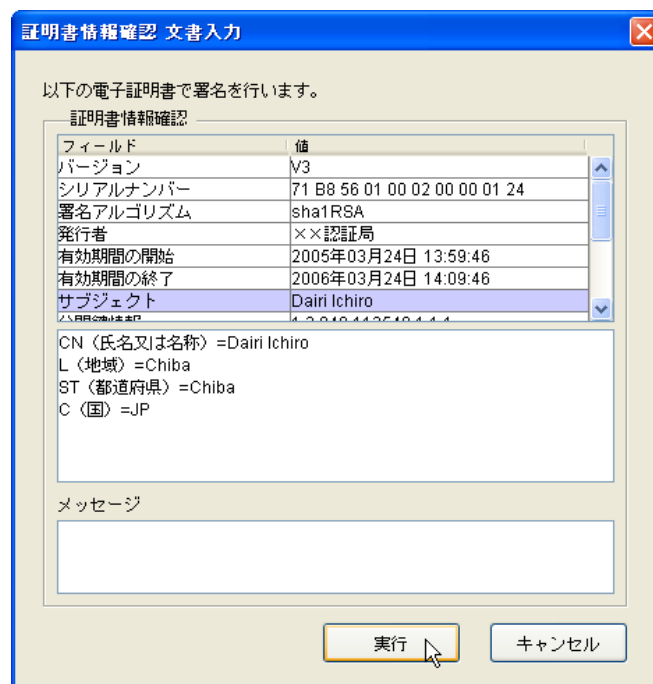 証明書情報確認 文書入力
以下の電子証明書で署名を行います。
証明書情報確認
フィールド 値
バージョン V3
シリアルナンバー 71 B8 56 01 00 02 00 00 01 24
署名アルゴリズム sha1RSA
発行者 ××認証局
有効期間の開始 2005年03月24日 13:59:46
有効期間の終了 2006年03月24日 14:09:46
サブジェクト Dairi Ichiro
CN（氏名又は名称）=Dairi Ichiro
L（地域）=Chiba
ST（都道府県）=Chiba
C（国）=JP
メッセージ
実行 キャンセル